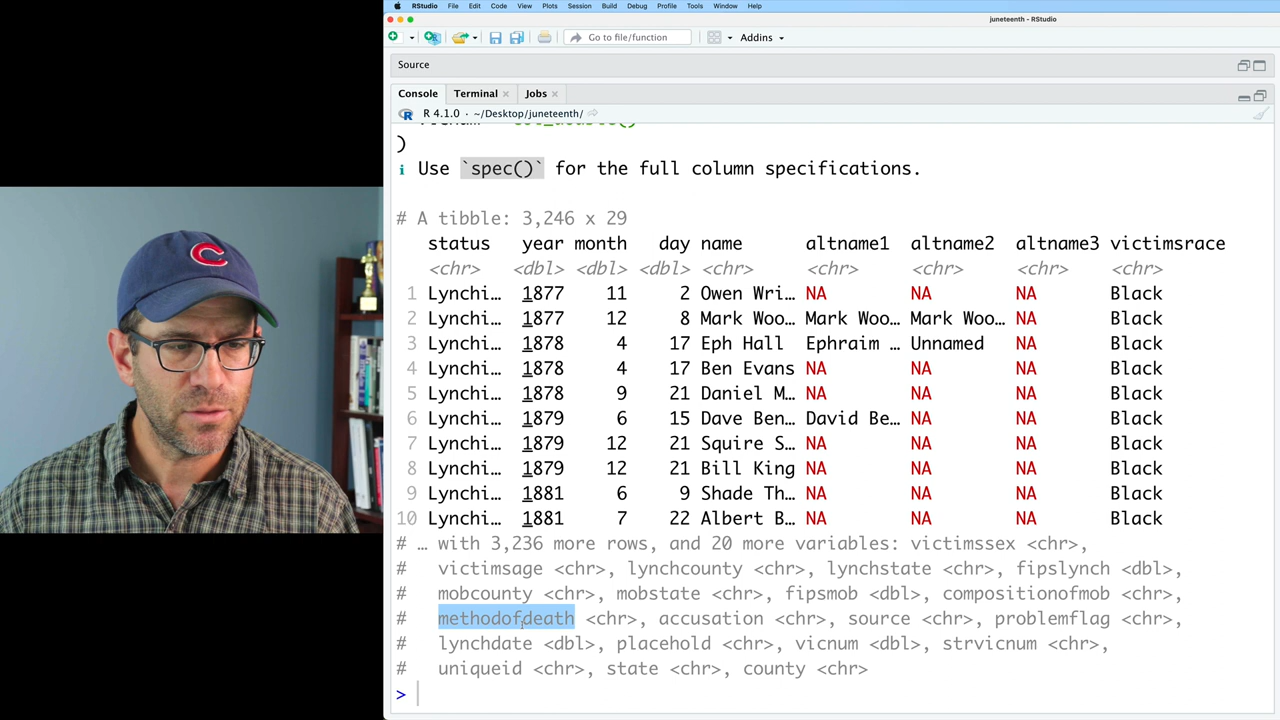 RStudio File Edit Code View Plots Session Build Debug Profile Tools Window Help
juneteenth - RStudio
Go to file/function Addins
Source
Console Terminal Jobs
R 4.1.0 · ~/Desktop/juneteenth/
)
i Use `spec()` for the full column specifications.
# A tibble: 3,246 x 29
status year month day name altname1 altname2 altname3 victimsrace
<chr> <dbl> <dbl> <dbl> <chr> <chr> <chr> <chr> <chr>
1 Lynchi… 1877 11 2 Owen Wri… NA NA NA Black
2 Lynchi… 1877 12 8 Mark Woo… Mark Woo… Mark Woo… NA Black
3 Lynchi… 1878 4 17 Eph Hall Ephraim … Unnamed NA Black
4 Lynchi… 1878 4 17 Ben Evans NA NA NA Black
5 Lynchi… 1878 9 21 Daniel M… NA NA NA Black
6 Lynchi… 1879 6 15 Dave Ben… David Be… NA NA Black
7 Lynchi… 1879 12 21 Squire S… NA NA NA Black
8 Lynchi… 1879 12 21 Bill King NA NA NA Black
9 Lynchi… 1881 6 9 Shade Th… NA NA NA Black
10 Lynchi… 1881 7 22 Albert B… NA NA NA Black
# … with 3,236 more rows, and 20 more variables: victimssex <chr>,
# victimsage <chr>, lynchcounty <chr>, lynchstate <chr>, fipslynch <dbl>,
# mobcounty <chr>, mobstate <chr>, fipsmob <dbl>, compositionofmob <chr>,
# methodofdeath <chr>, accusation <chr>, source <chr>, problemflag <chr>,
# lynchdate <dbl>, placehold <chr>, vicnum <dbl>, strvicnum <chr>,
# uniqueid <chr>, state <chr>, county <chr>
>